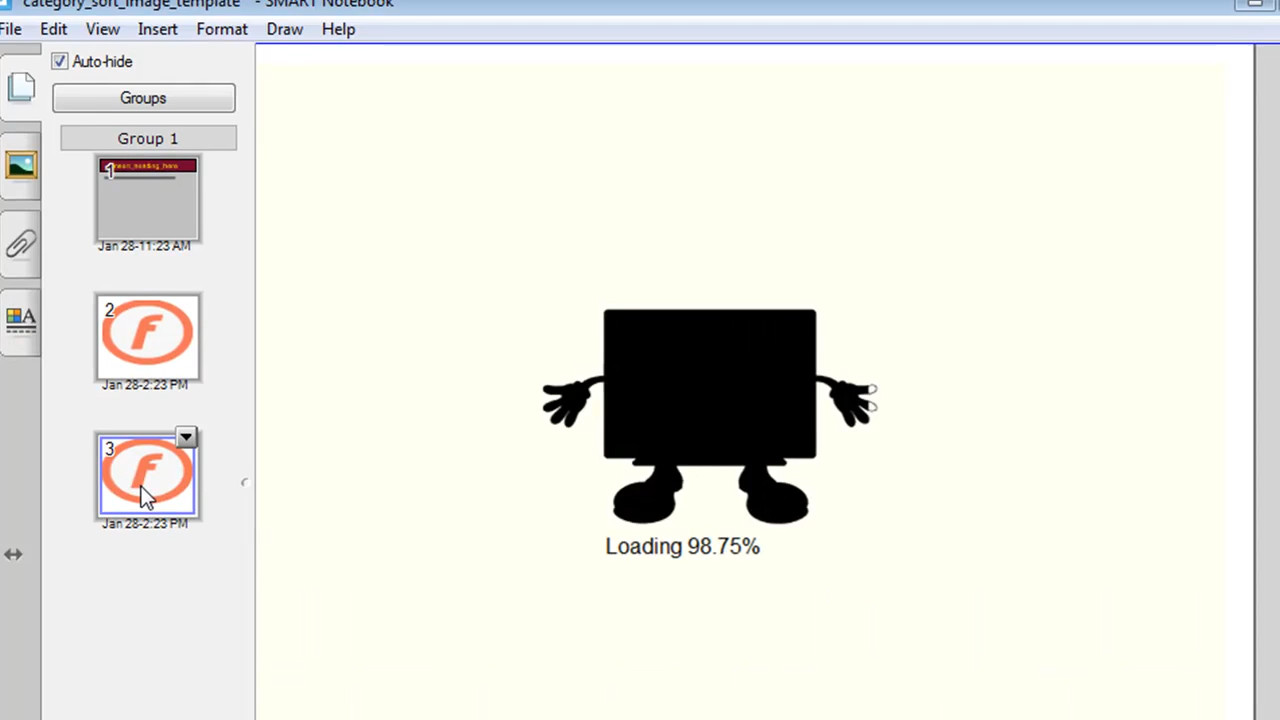 category_sort_image_template - SMART Notebook
File Edit View Insert Format Draw Help
Auto-hide
Groups
Group 1
1
Jan 28-11:23 AM
2
Jan 28-2:23 PM
3
Jan 28-2:23 PM
Loading 98.75%